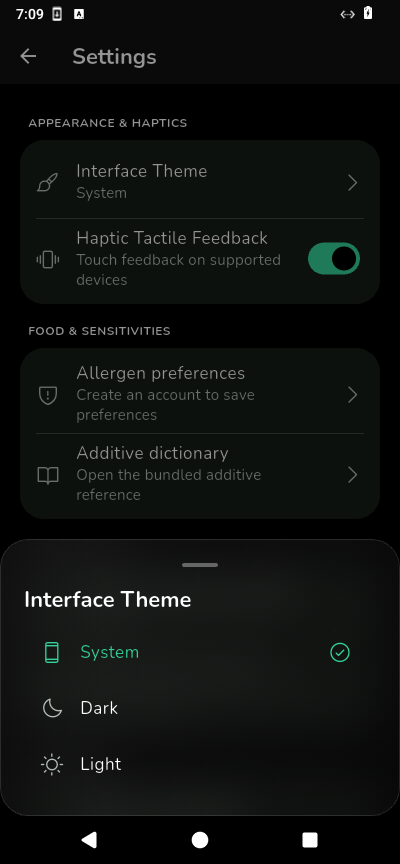 7:09
Settings
APPEARANCE & HAPTICS
Interface Theme
System
Haptic Tactile Feedback
Touch feedback on supported
devices
FOOD & SENSITIVITIES
Allergen preferences
Create an account to save
preferences
Additive dictionary
Open the bundled additive
reference
Interface Theme
System
Dark
Light